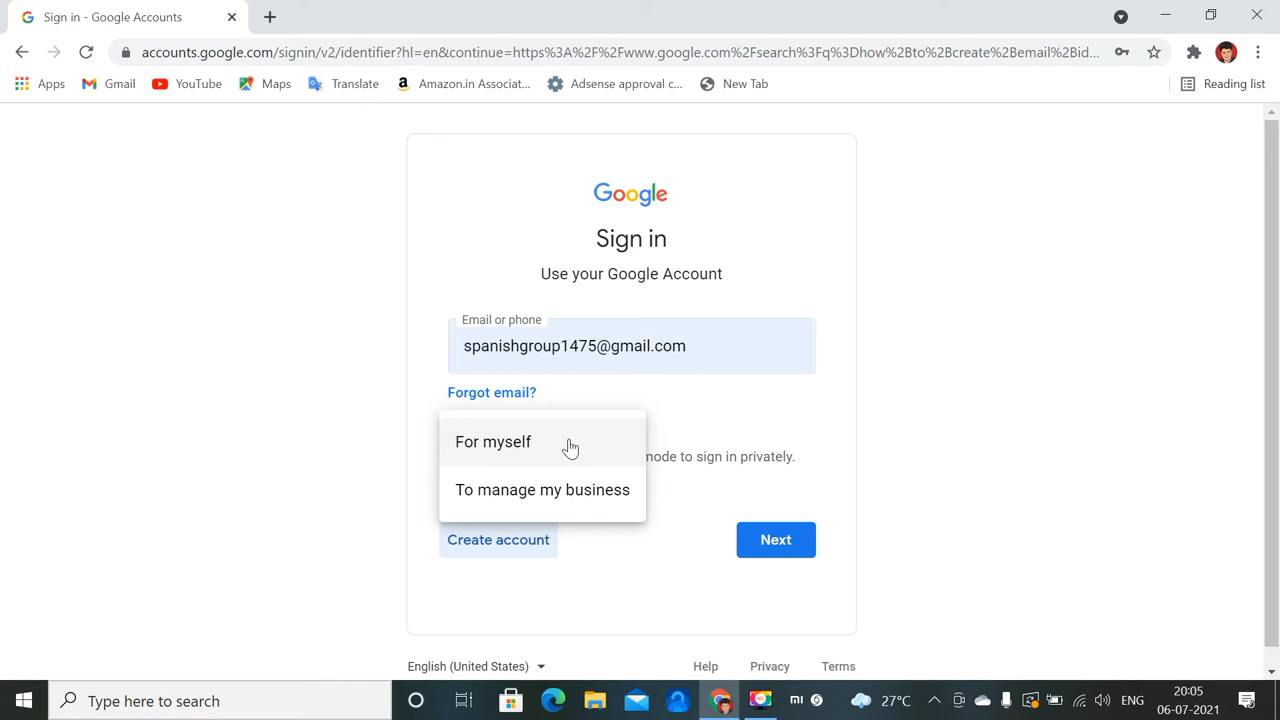 Sign in - Google Accounts
accounts.google.com/signin/v2/identifier?hl=en&continue=https%3A%2F%2Fwww.google.com%2Fsearch%3Fq%3Dhow%2Bto%2Bcreate%2Bemail%2Bid...
Apps Gmail YouTube Maps Translate Amazon.in Associat... Adsense approval c... New Tab Reading list
Google
Sign in
Use your Google Account
Email or phone
spanishgroup1475@gmail.com
Forgot email?
For myself
mode to sign in privately.
To manage my business
Create account Next
English (United States) Help Privacy Terms
Type here to search mi 27°C ENG 20:05
06-07-2021